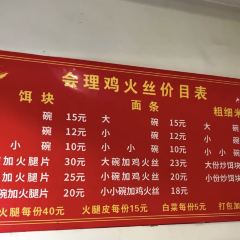 会理鸡火丝价目表
饵块 面条 粗细米
碗 15元 大 碗 15元
碗 12元 小 碗 12元
小 碗 10元 小 小 碗 10元
加火腿片 30元 大碗加鸡火丝 23元
加火腿片 25元 小碗加鸡火丝 20元 大份炒饵块
加火腿片 20元 小小碗加鸡火丝 18元 小份炒饵块
火腿每份40元 火腿皮每份15元 白菜每份5元 打包加